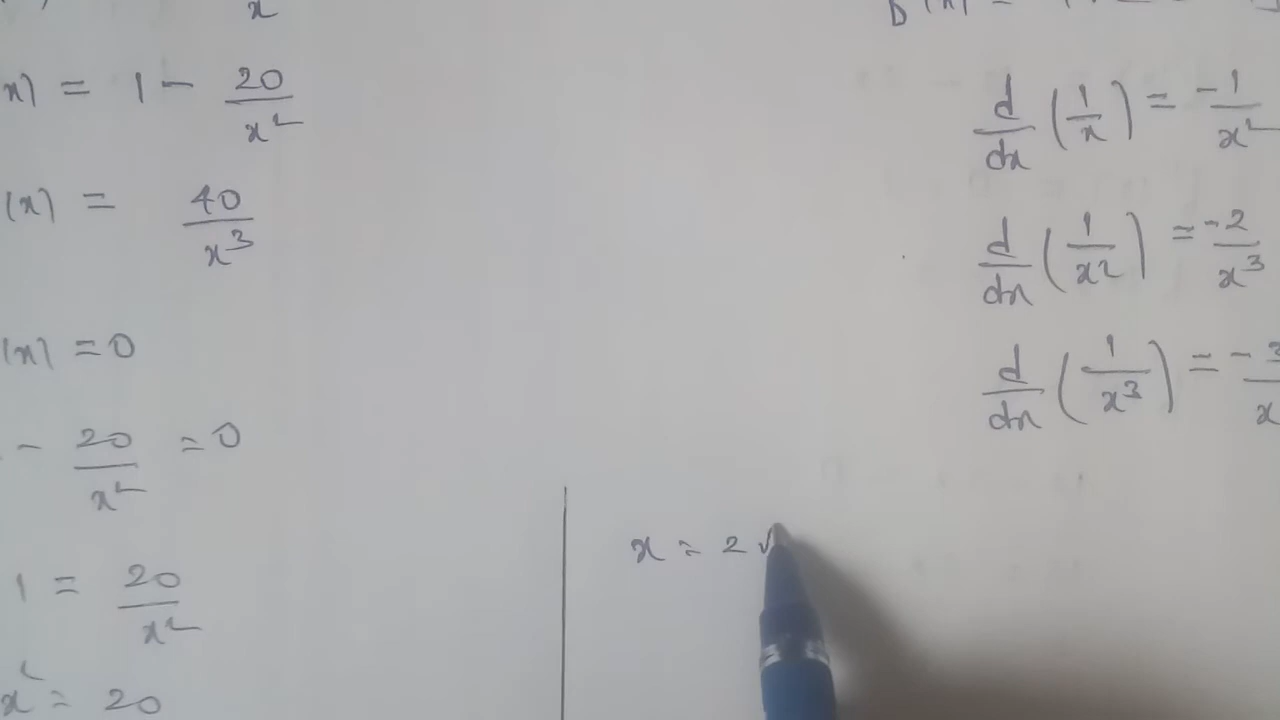 x
x) = 1 - 20/x²
(x) = 40/x³
(x) = 0
- 20/x² = 0
1 = 20/x²
x² = 20
x = 2√
d/dx (1/x) = -1/x²
d/dx (1/x²) = -2/x³
d/dx (1/x³) = -3/x